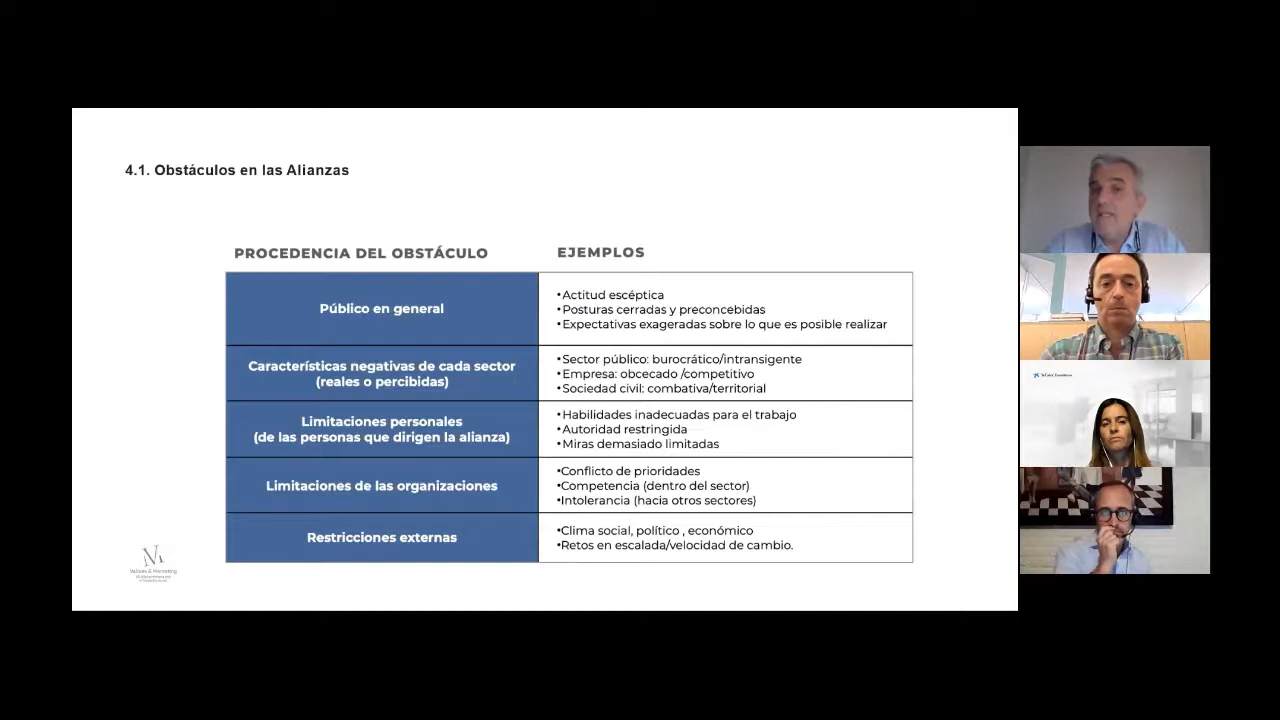 4.1. Obstáculos en las Alianzas
PROCEDENCIA DEL OBSTÁCULO
EJEMPLOS
Público en general
•Actitud escéptica
•Posturas cerradas y preconcebidas
•Expectativas exageradas sobre lo que es posible realizar
Características negativas de cada sector
(reales o percibidas)
•Sector público: burocrático/intransigente
•Empresa: obcecado /competitivo
•Sociedad civil: combativa/territorial
Limitaciones personales
(de las personas que dirigen la alianza)
•Habilidades inadecuadas para el trabajo
•Autoridad restringida
•Miras demasiado limitadas
Limitaciones de las organizaciones
•Conflicto de prioridades
•Competencia (dentro del sector)
•Intolerancia (hacia otros sectores)
Restricciones externas
•Clima social, político , económico
•Retos en escalada/velocidad de cambio.
Valores & Marketing